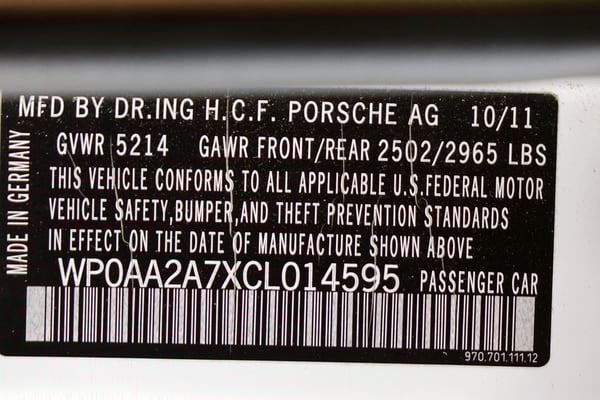 MFD BY DR.ING H.C.F. PORSCHE AG 10/11
GVWR 5214 GAWR FRONT/REAR 2502/2965 LBS
THIS VEHICLE CONFORMS TO ALL APPLICABLE U.S.FEDERAL MOTOR
VEHICLE SAFETY,BUMPER,AND THEFT PREVENTION STANDARDS
IN EFFECT ON THE DATE OF MANUFACTURE SHOWN ABOVE
WP0AA2A7XCL014595 PASSENGER CAR
970.701.111.12
MADE IN GERMANY